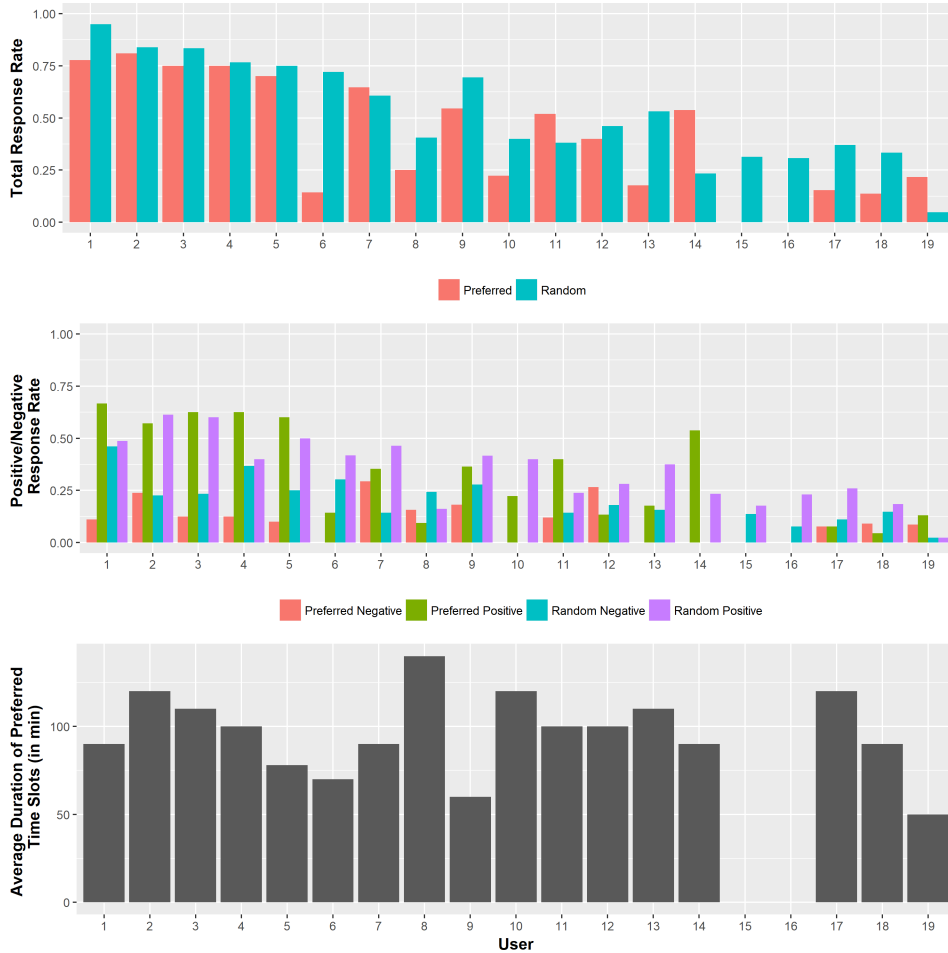 Total Response Rate
1.00
0.75
0.50
0.25
0.00
1 2 3 4 5 6 7 8 9 10 11 12 13 14 15 16 17 18 19
Preferred Random
Positive/Negative
Response Rate
1.00
0.75
0.50
0.25
0.00
1 2 3 4 5 6 7 8 9 10 11 12 13 14 15 16 17 18 19
Preferred Negative Preferred Positive Random Negative Random Positive
Average Duration of Preferred
Time Slots (in min)
100
50
0
1 2 3 4 5 6 7 8 9 10 11 12 13 14 15 16 17 18 19
User